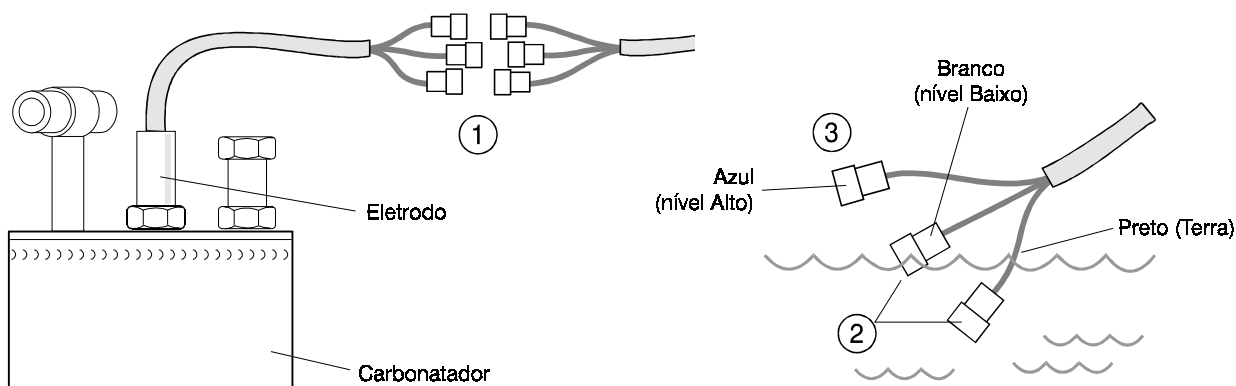 1
Eletrodo
Carbonatador
Branco
(nível Baixo)
3
Azul
(nível Alto)
Preto (Terra)
2